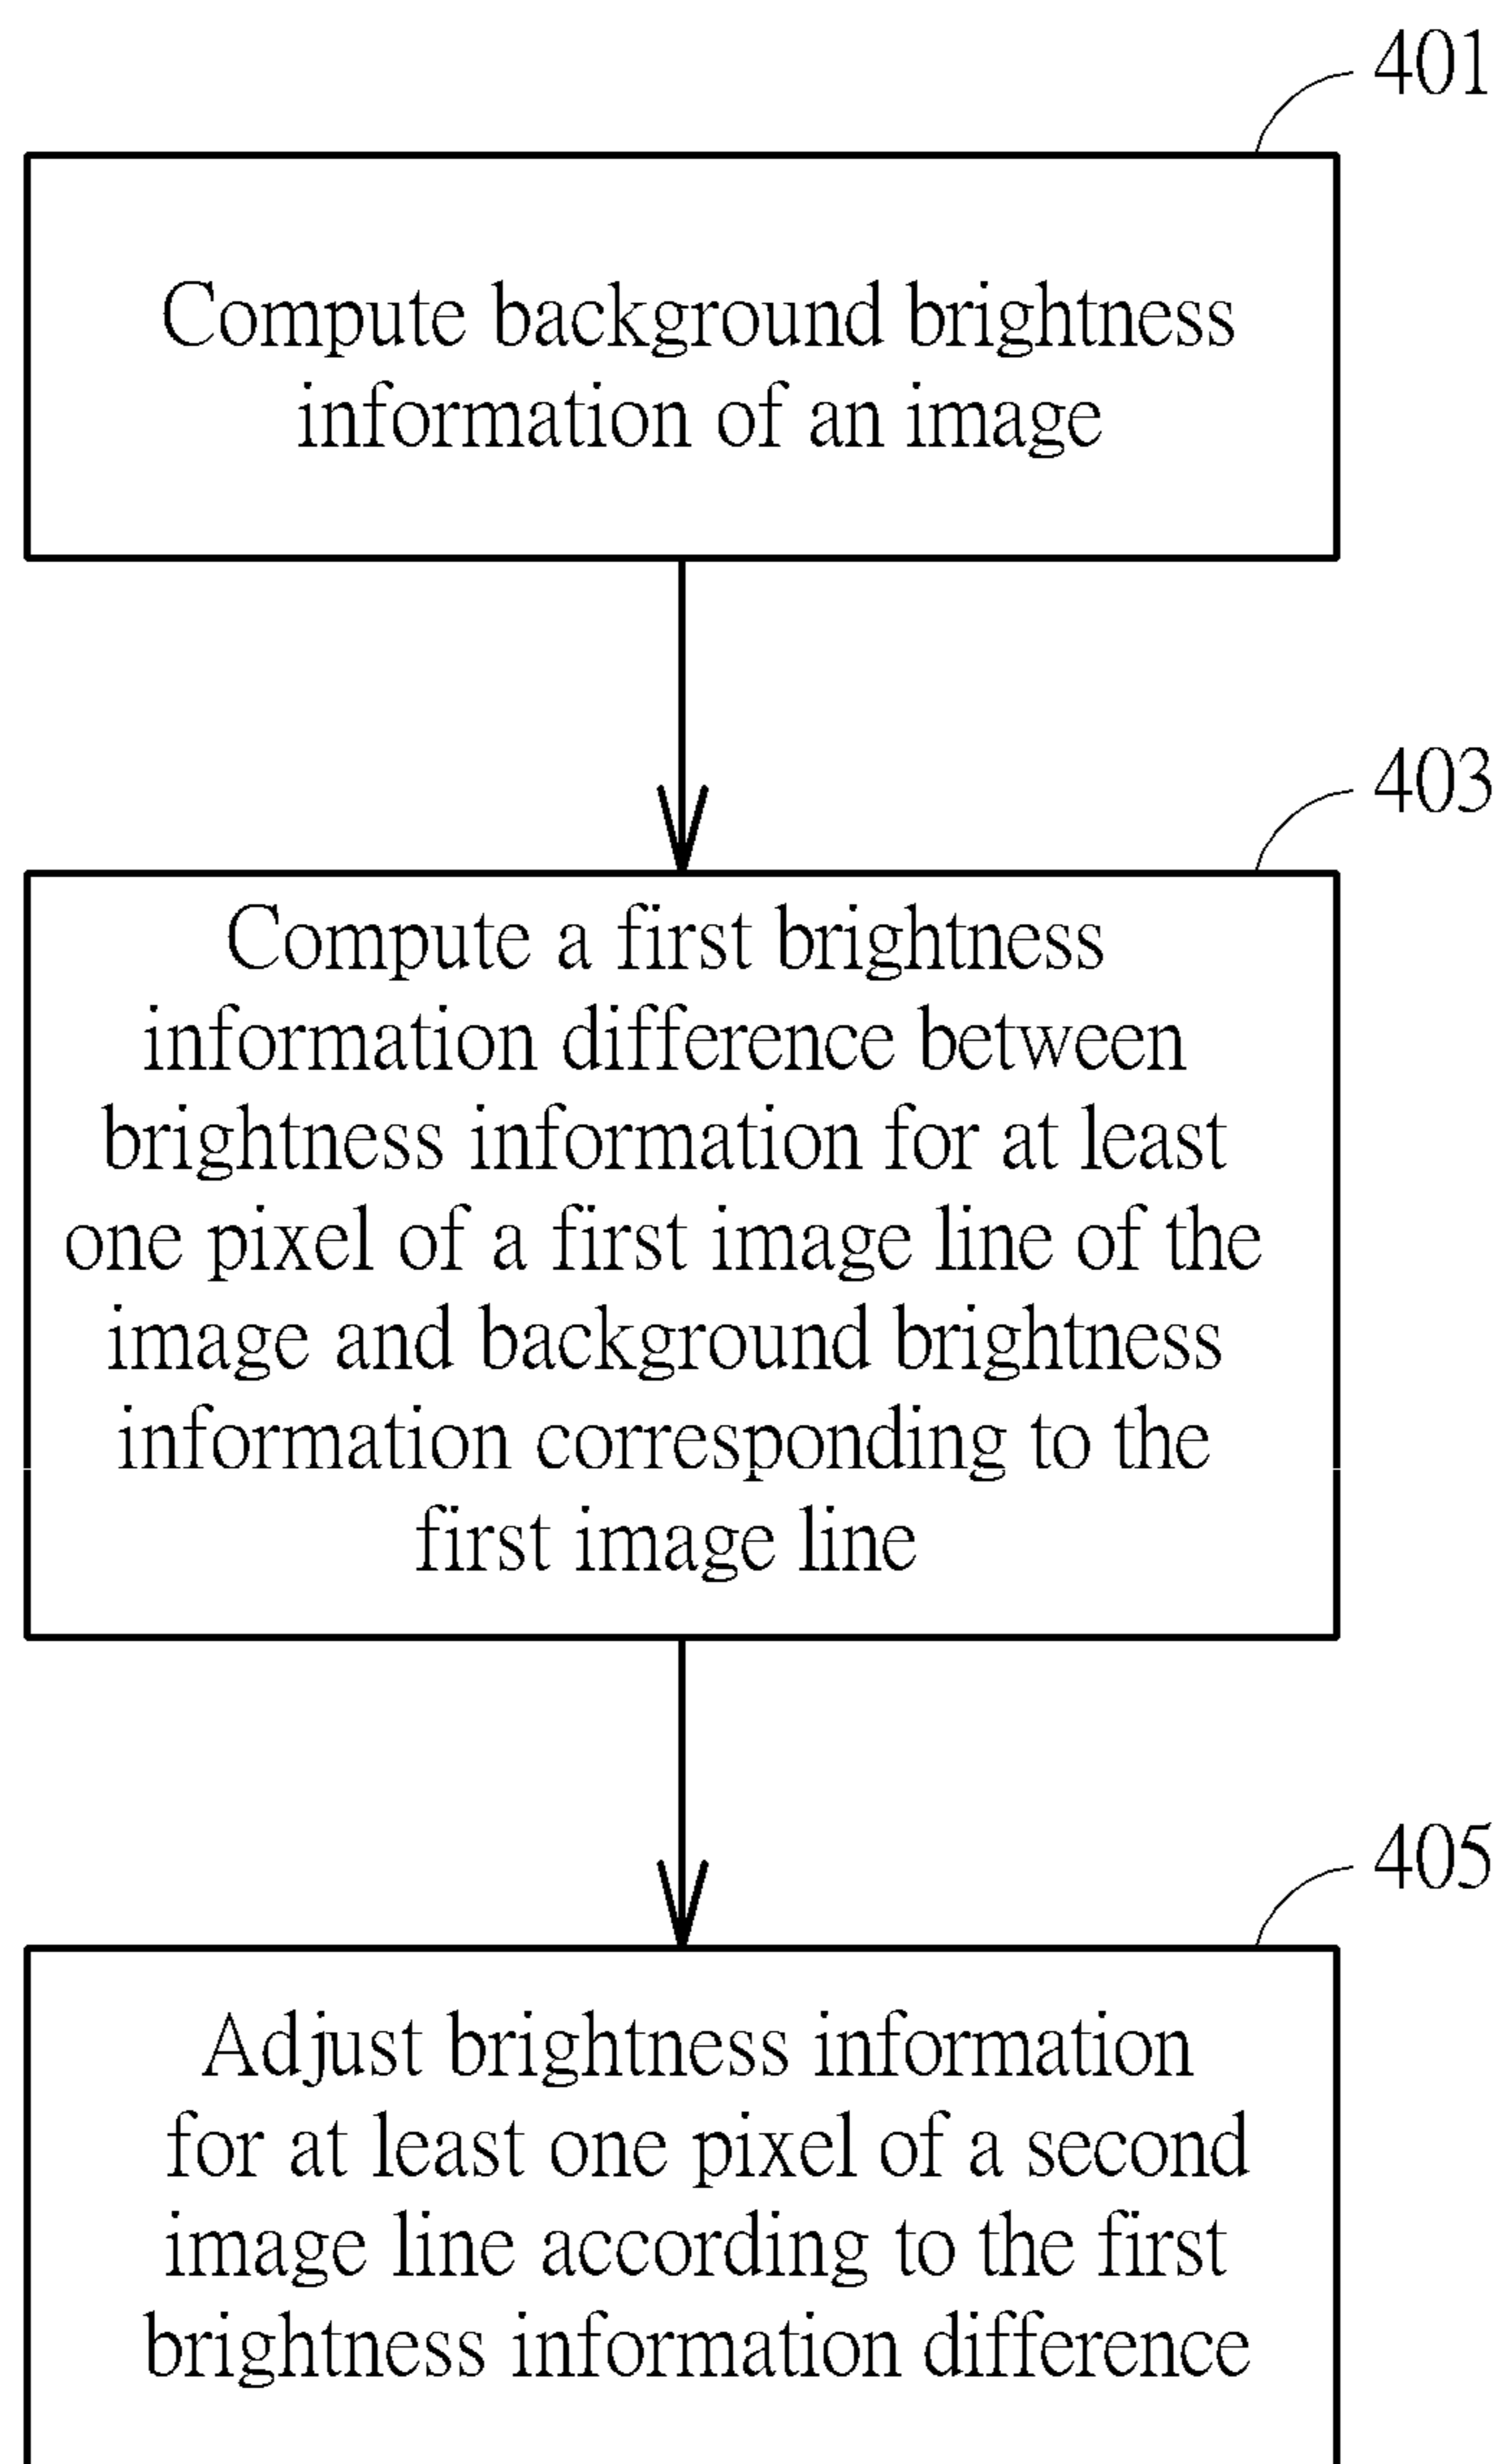 401
Compute background brightness
information of an image
403
Compute a first brightness
information difference between
brightness information for at least
one pixel of a first image line of the
image and background brightness
information corresponding to the
first image line
405
Adjust brightness information
for at least one pixel of a second
image line according to the first
brightness information difference